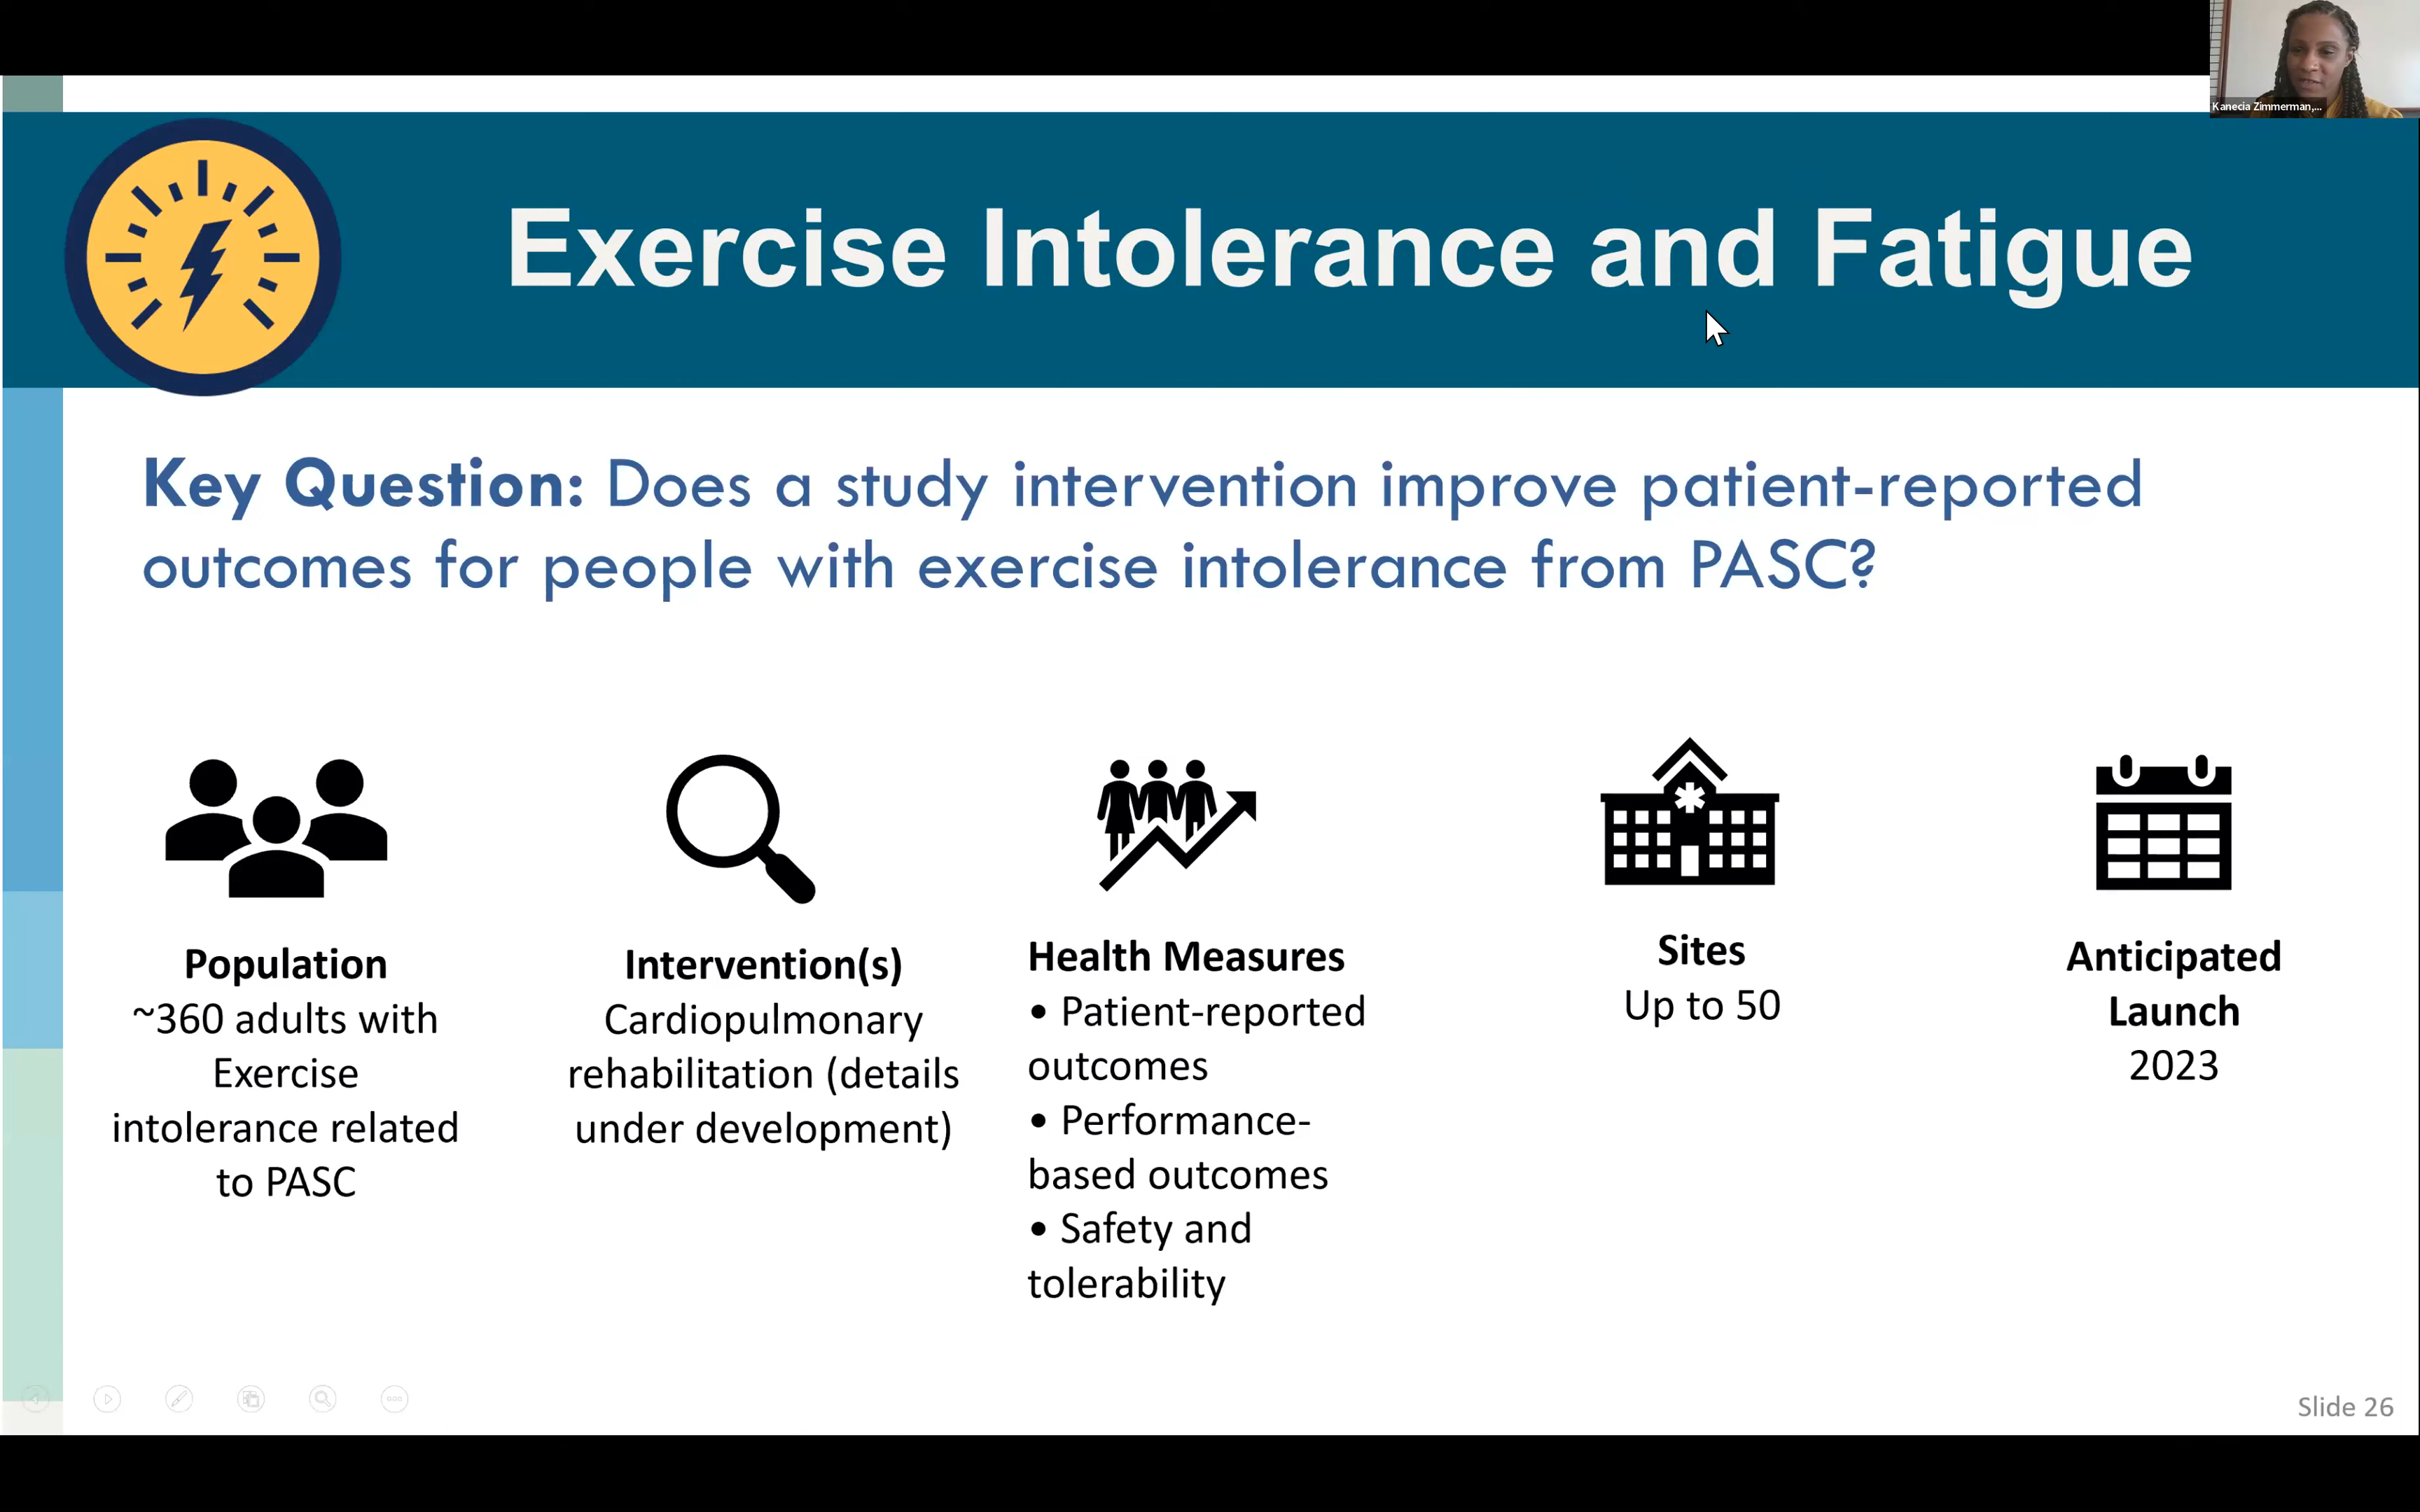 Kanecia Zimmerman,...
Exercise Intolerance and Fatigue
Key Question: Does a study intervention improve patient-reported
outcomes for people with exercise intolerance from PASC?
Population
~360 adults with
Exercise
intolerance related
to PASC
Intervention(s)
Cardiopulmonary
rehabilitation (details
under development)
Health Measures
• Patient-reported
outcomes
• Performance-
based outcomes
• Safety and
tolerability
Sites
Up to 50
Anticipated
Launch
2023
Slide 26